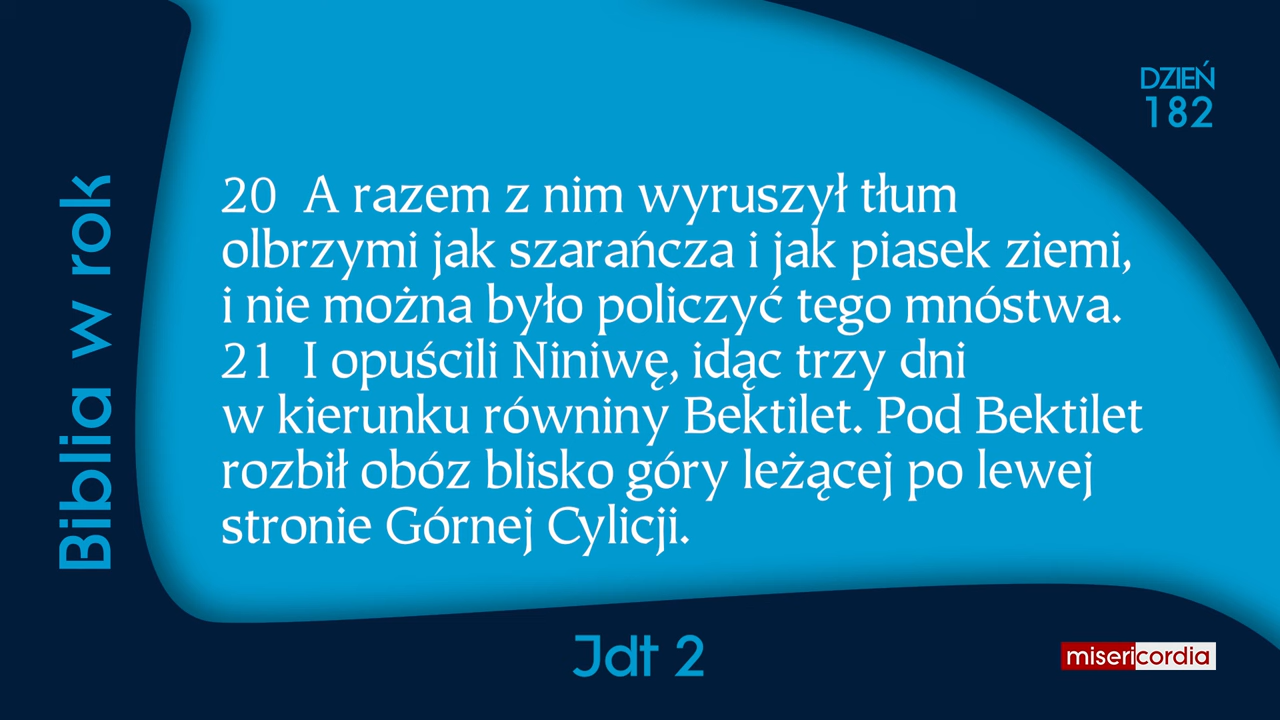 DZIEŃ
182
Biblia w rok
20 A razem z nim wyruszył tłum
olbrzymi jak szarańcza i jak piasek ziemi,
i nie można było policzyć tego mnóstwa.
21 I opuścili Niniwę, idąc trzy dni
w kierunku równiny Bektilet. Pod Bektilet
rozbił obóz blisko góry leżącej po lewej
stronie Górnej Cylicji.
Jdt 2
misericordia